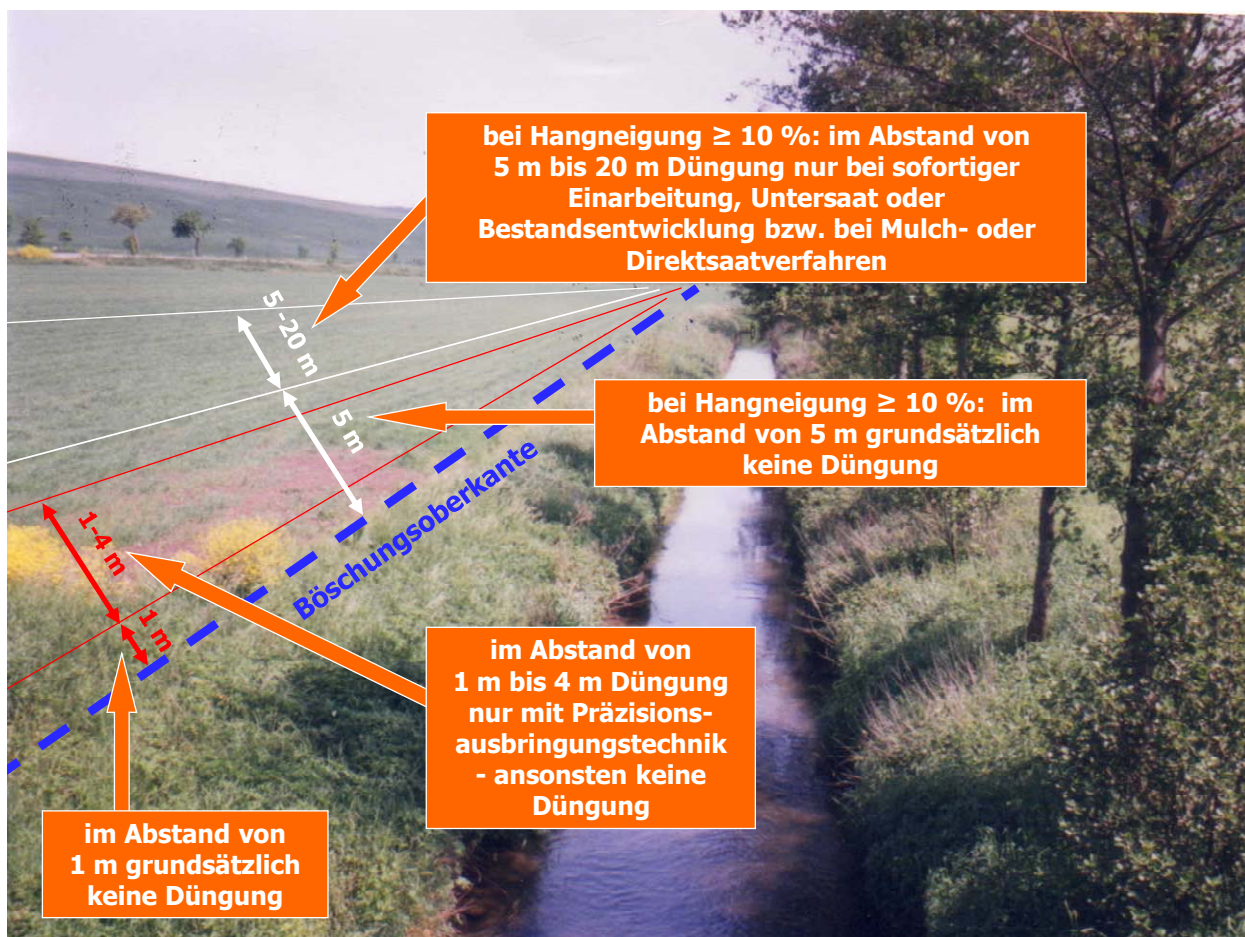 bei Hangneigung ≥ 10 %: im Abstand von
5 m bis 20 m Düngung nur bei sofortiger
Einarbeitung, Untersaat oder
Bestandsentwicklung bzw. bei Mulch- oder
Direktsaatverfahren
5 -20 m
5 m
bei Hangneigung ≥ 10 %:  im
Abstand von 5 m grundsätzlich
keine Düngung
Böschungsoberkante
1-4 m
1 m
im Abstand von
1 m bis 4 m Düngung
nur mit Präzisions-
ausbringungstechnik
- ansonsten keine
Düngung
im Abstand von
1 m grundsätzlich
keine Düngung